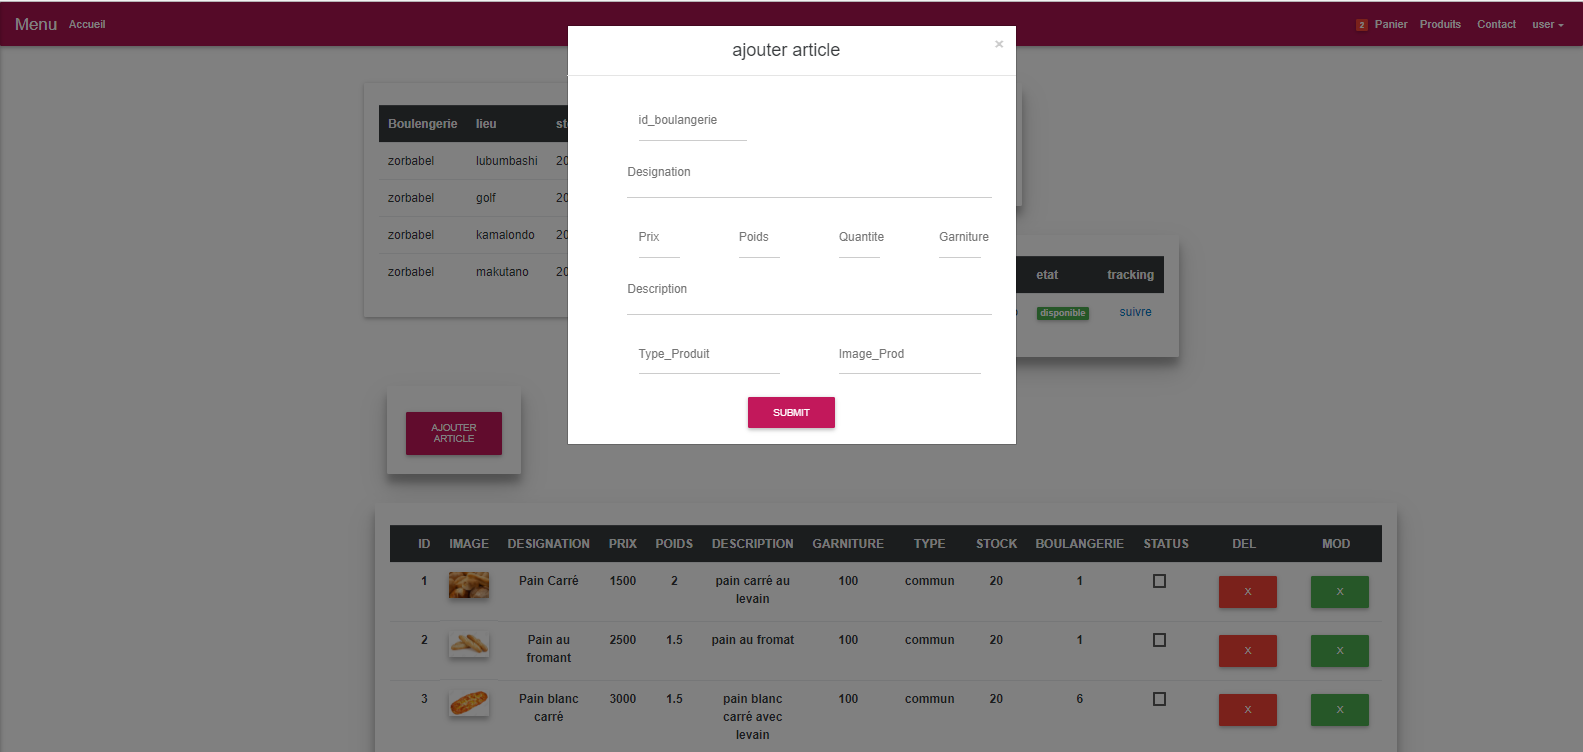 Menu Accueil 2 Panier Produits Contact user
ajouter article ×
id_boulangerie
Designation
Prix Poids Quantite Garniture
Description
Type_Produit Image_Prod
SUBMIT
Boulengerie lieu
zorbabel lubumbashi 20
zorbabel golf 20
zorbabel kamalondo 20
zorbabel makutano 20
etat tracking
disponible suivre
AJOUTER
ARTICLE
ID IMAGE DESIGNATION PRIX POIDS DESCRIPTION GARNITURE TYPE STOCK BOULANGERIE STATUS DEL MOD
1 Pain Carré 1500 2 pain carré au 100 commun 20 1 X X
levain
2 Pain au 2500 1.5 pain au fromat 100 commun 20 1 X X
fromant
3 Pain blanc 3000 1.5 pain blanc 100 commun 20 6 X X
carré carré avec
levain